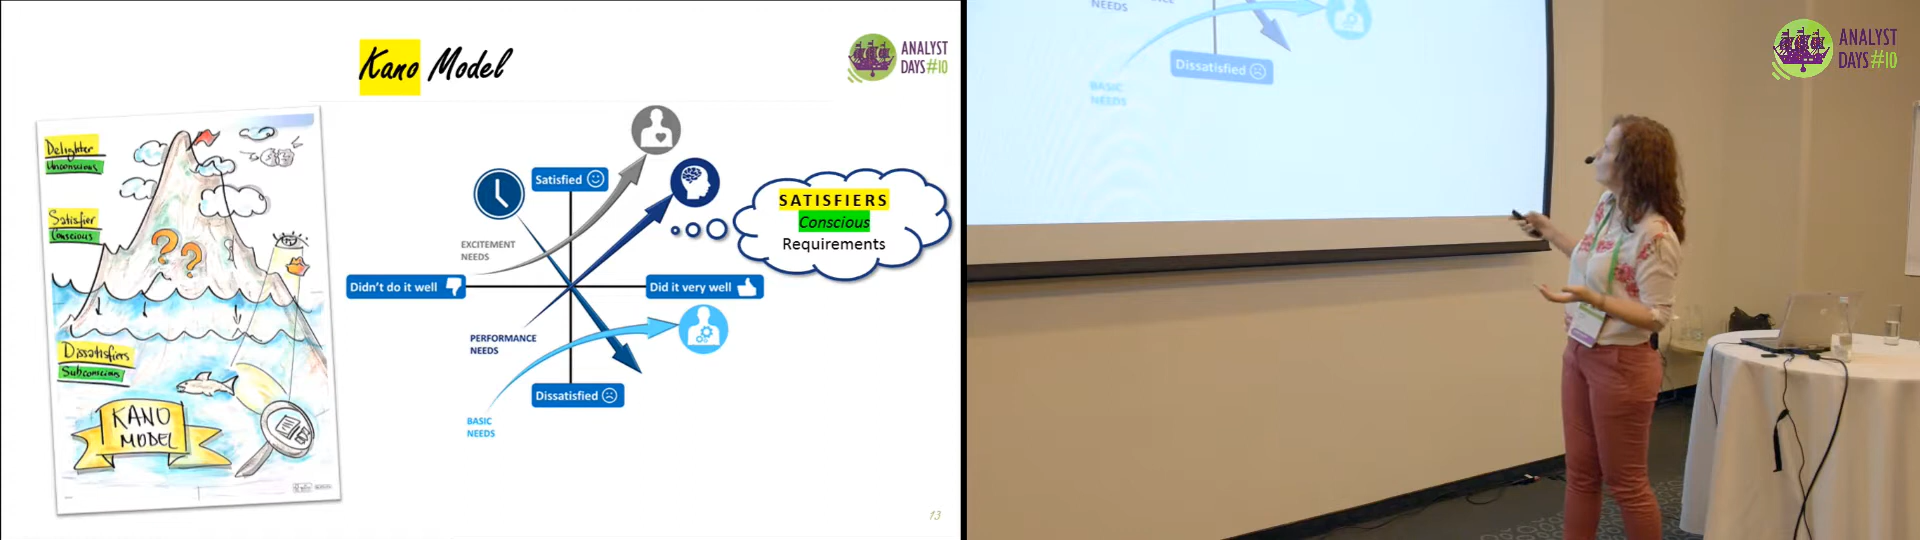 Kano Model
ANALYST
DAYS#10
Delighter
Unconscious
Satisfier
Conscious
Dissatisfiers
Subconscious
KANO
MODEL
Satisfied
EXCITEMENT
NEEDS
Didn't do it well
Did it very well
PERFORMANCE
NEEDS
Dissatisfied
BASIC
NEEDS
SATISFIERS
Conscious
Requirements
13
NEEDS
Dissatisfied
BASIC
NEEDS
ANALYST
DAYS#10